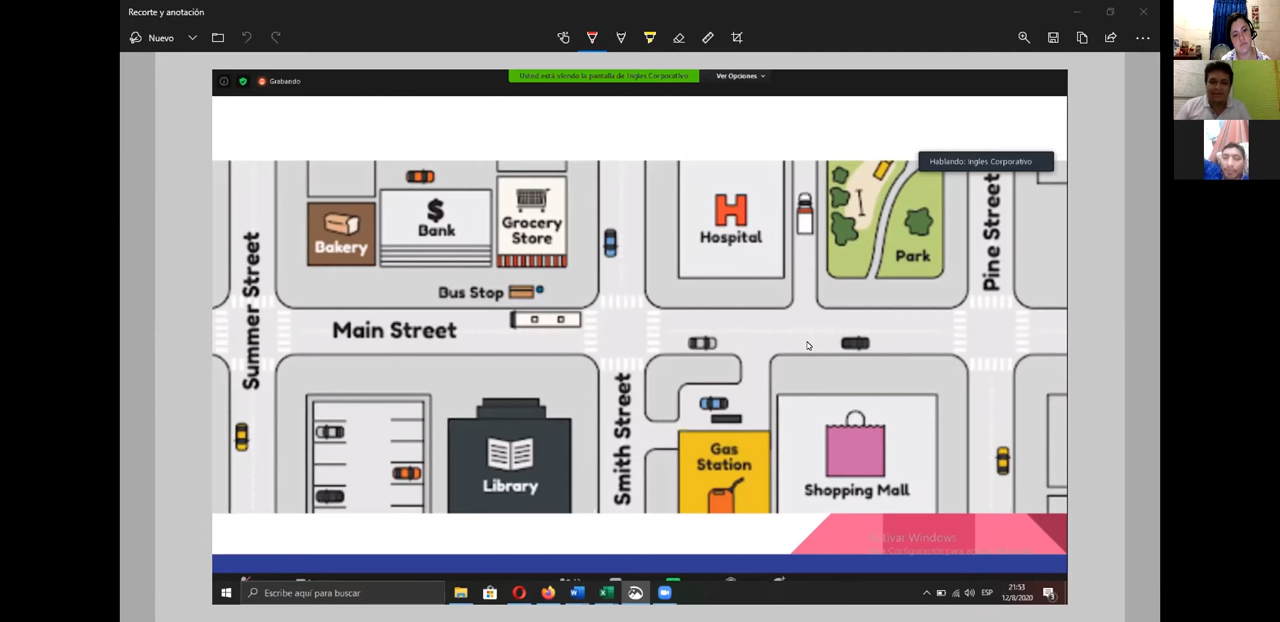 Recorte y anotación
Nuevo
Grabando
Usted está viendo la pantalla de Ingles Corporativo
Ver Opciones
Hablando: Ingles Corporativo
Bakery
$
Bank
Grocery
Store
H
Hospital
Park
Pine Street
Summer Street
Bus Stop
Main Street
Smith Street
Library
Gas
Station
Shopping Mall
Activar Windows
Escribe aquí para buscar
ESP
21:53
12/8/2020
3